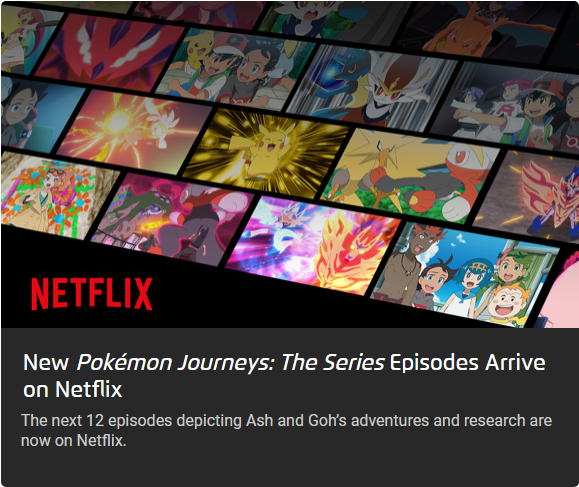 NETFLIX
New Pokémon Journeys: The Series Episodes Arrive
on Netflix
The next 12 episodes depicting Ash and Goh’s adventures and research are
now on Netflix.